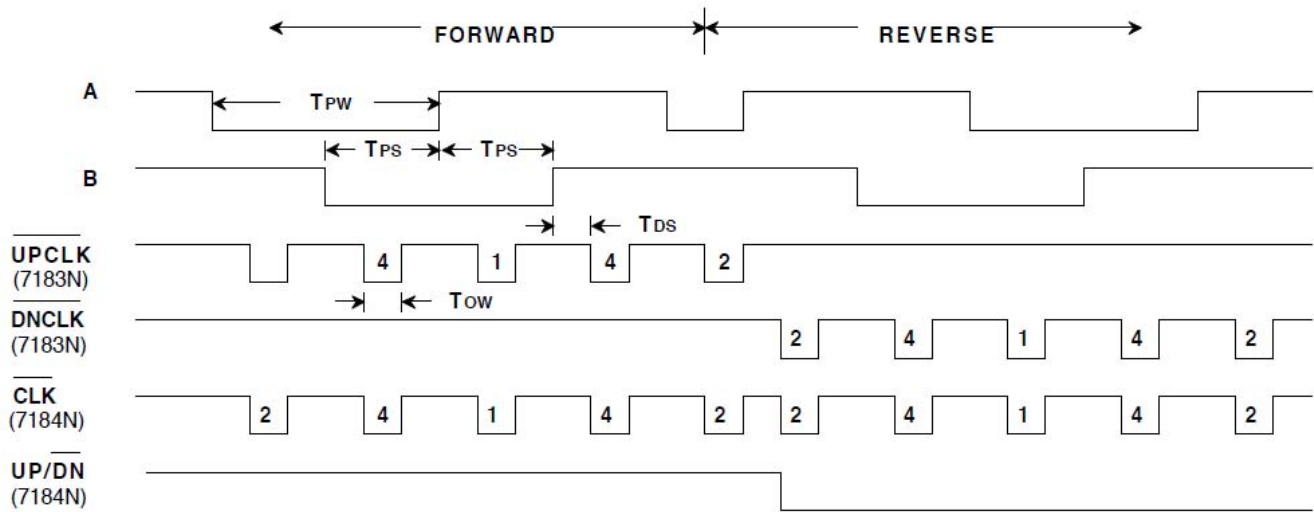 FORWARD REVERSE
A TPW
TPS TPS
B
TDS
UPCLK 4 1 4 2
(7183N)
TOW
DNCLK
(7183N) 2 4 1 4 2
CLK
(7184N) 2 4 1 4 2 2 4 1 4 2
UP/DN
(7184N)